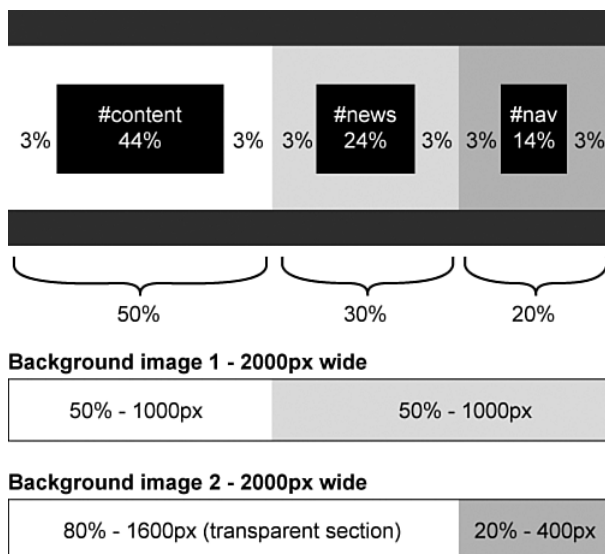 #content #news #nav
3% 44% 3% 3% 24% 3% 3% 14% 3%
50% 30% 20%
Background image 1 - 2000px wide
50% - 1000px 50% - 1000px
Background image 2 - 2000px wide
80% - 1600px (transparent section) 20% - 400px